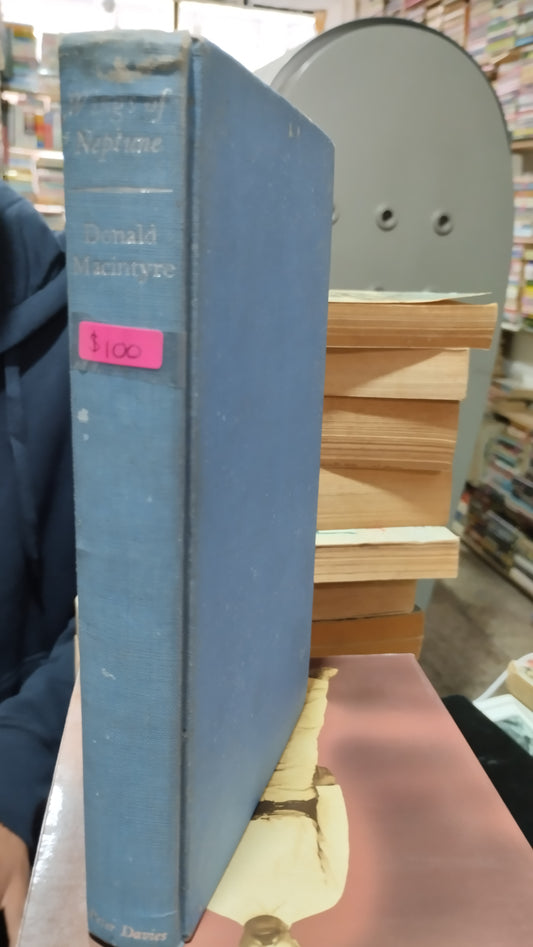 Wings of
Neptune
Donald
Macintyre
$100
Peter Davies